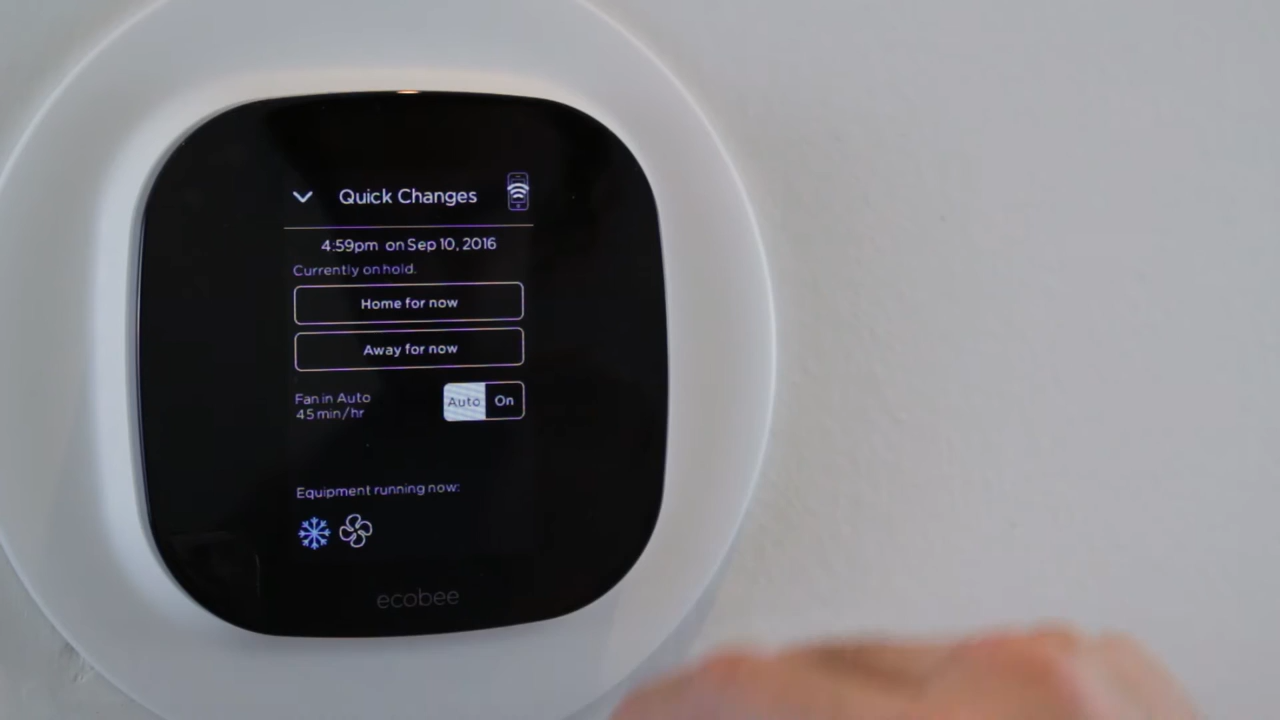 Quick Changes
4:59pm on Sep 10, 2016
Currently on hold.
Home for now
Away for now
Fan in Auto
45 min/hr
Auto On
Equipment running now:
ecobee